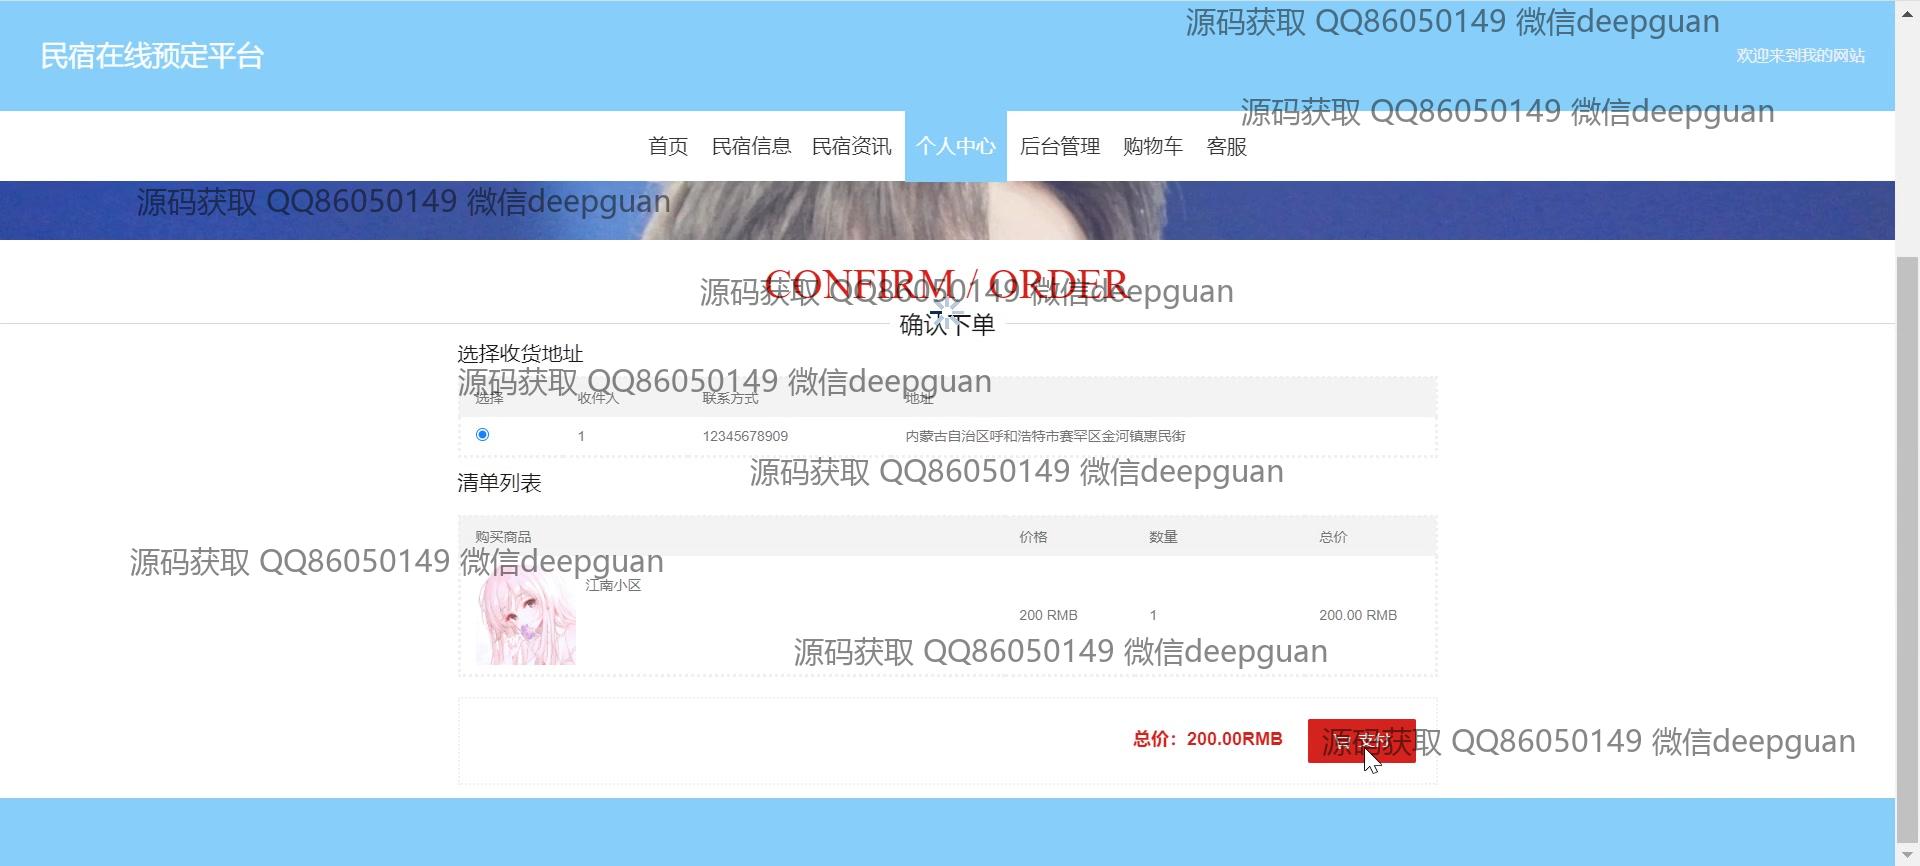 源码获取 QQ86050149 微信deepguan
民宿在线预定平台
欢迎来到我的网站
源码获取 QQ86050149 微信deepguan
首页 民宿信息 民宿资讯 个人中心 后台管理 购物车 客服
源码获取 QQ86050149 微信deepguan
CONFIRM / ORDER
源码获取 QQ86050149 微信deepguan
确认下单
选择收货地址
源码获取 QQ86050149 微信deepguan
选择 收件人 联系方式 地址
1 12345678909 内蒙古自治区呼和浩特市赛罕区金河镇惠民街
源码获取 QQ86050149 微信deepguan
清单列表
购买商品 价格 数量 总价
源码获取 QQ86050149 微信deepguan
江南小区
200 RMB 1 200.00 RMB
源码获取 QQ86050149 微信deepguan
总价：200.00RMB 支付
源码获取 QQ86050149 微信deepguan